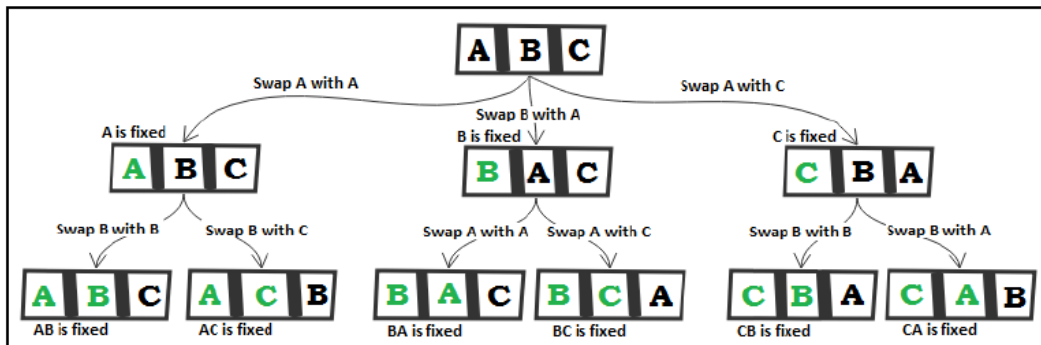 A B C
Swap A with A
Swap B with A
Swap A with C
A is fixed
B is fixed
C is fixed
A B C
B A C
C B A
Swap B with B
Swap B with C
Swap A with A
Swap A with C
Swap B with B
Swap B with A
A B C
A C B
B A C
B C A
C B A
C A B
AB is fixed
AC is fixed
BA is fixed
BC is fixed
CB is fixed
CA is fixed